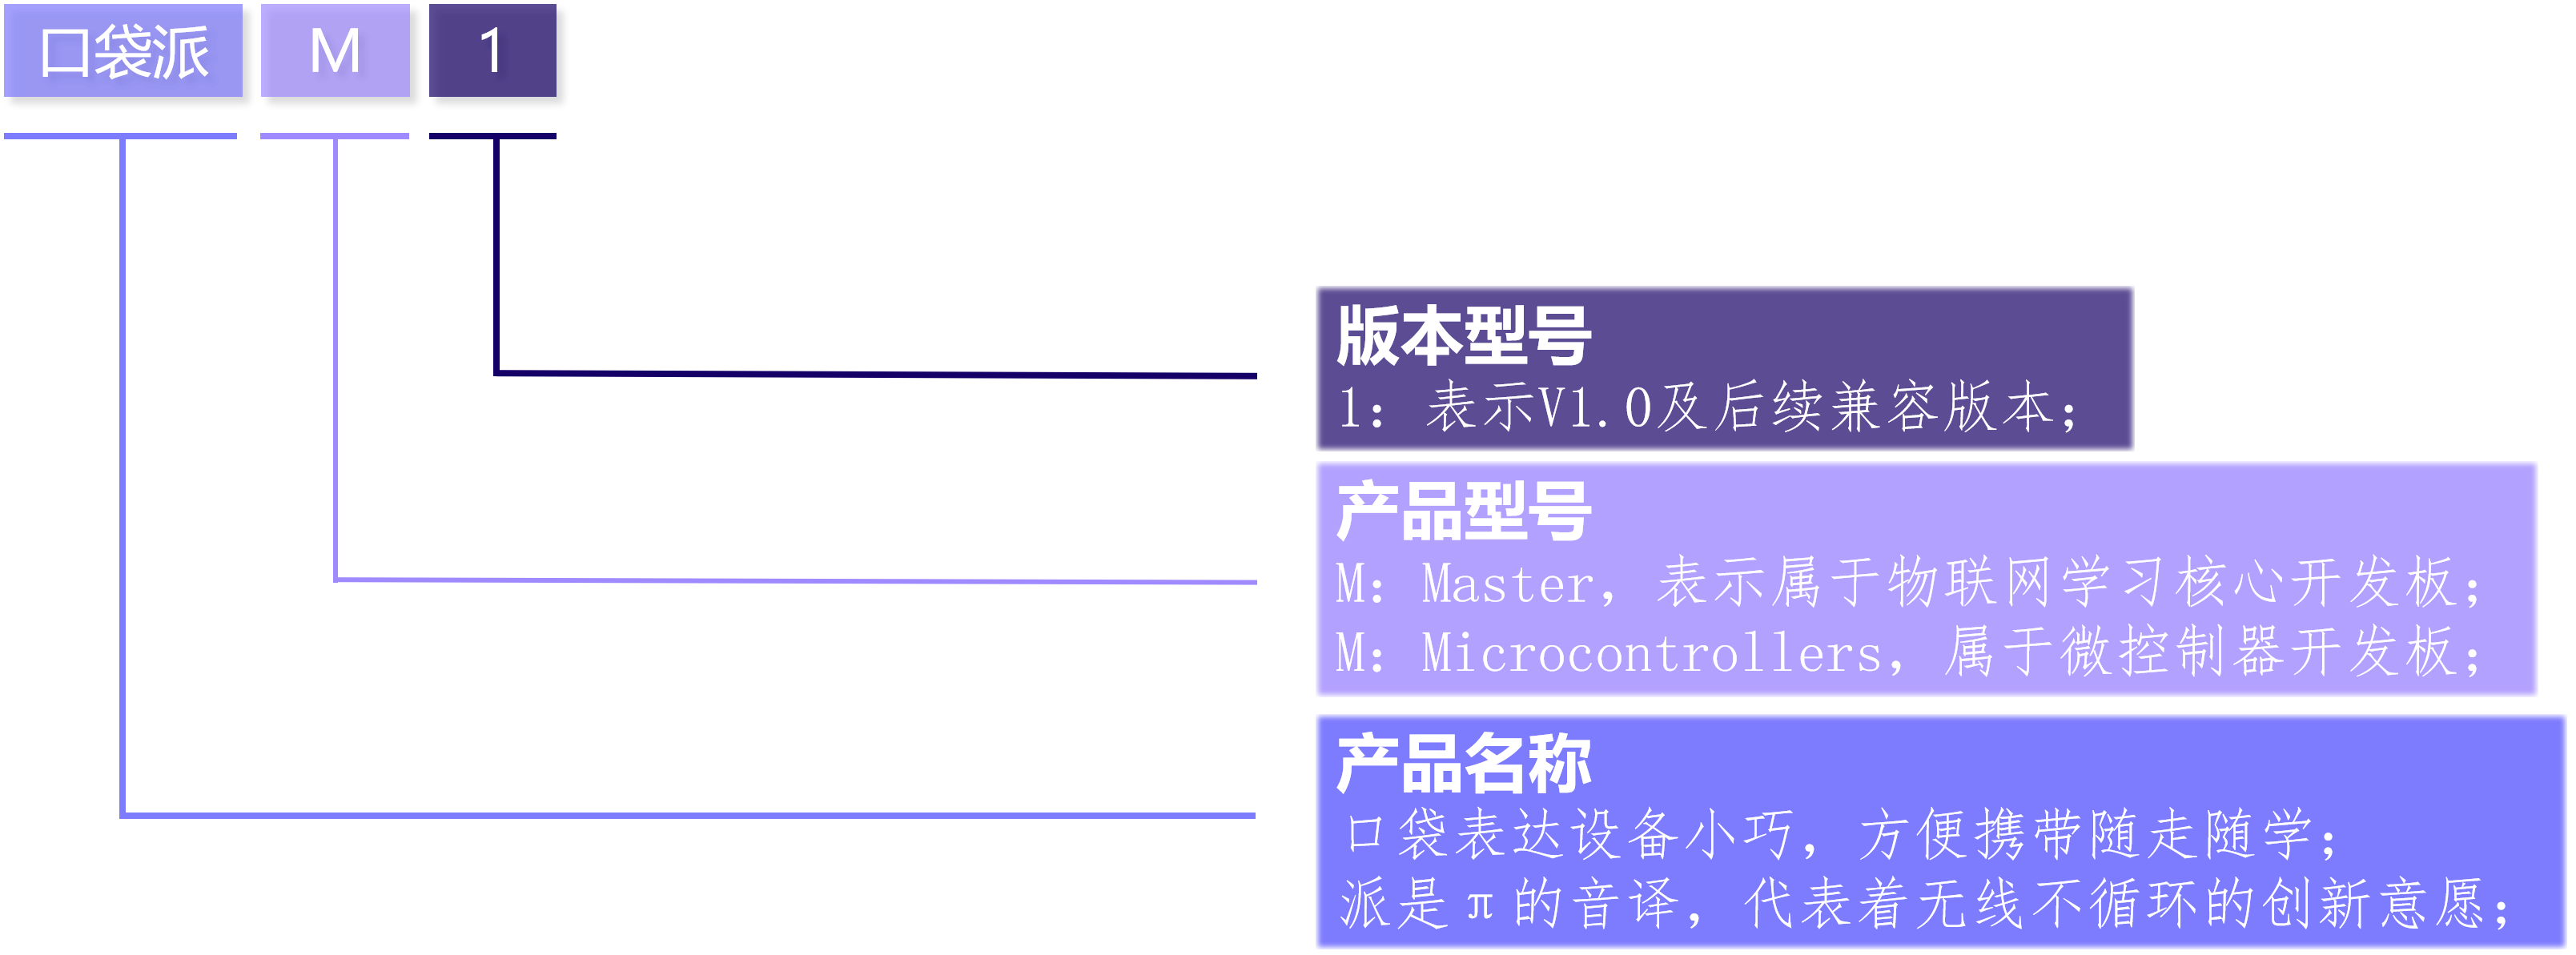 口袋派 M 1
版本型号
1：表示V1.0及后续兼容版本；
产品型号
M：Master，表示属于物联网学习核心开发板；
M：Microcontrollers，属于微控制器开发板；
产品名称
口袋表达设备小巧，方便携带随走随学；
派是π的音译，代表着无线不循环的创新意愿；